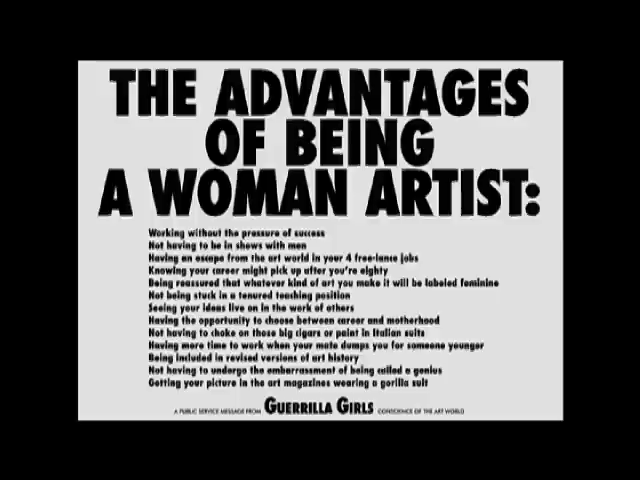 THE ADVANTAGES
OF BEING
A WOMAN ARTIST:
Working without the pressure of success
Not having to be in shows with men
Having an escape from the art world in your 4 free-lance jobs
Knowing your career might pick up after you're eighty
Being reassured that whatever kind of art you make it will be labeled feminine
Not being stuck in a tenured teaching position
Seeing your ideas live on in the work of others
Having the opportunity to choose between career and motherhood
Not having to choke on those big cigars or paint in Italian suits
Having more time to work when your mate dumps you for someone younger
Being included in revised versions of art history
Not having to undergo the embarrassment of being called a genius
Getting your picture in the art magazines wearing a gorilla suit
A PUBLIC SERVICE MESSAGE FROM GUERRILLA GIRLS CONSCIENCE OF THE ART WORLD